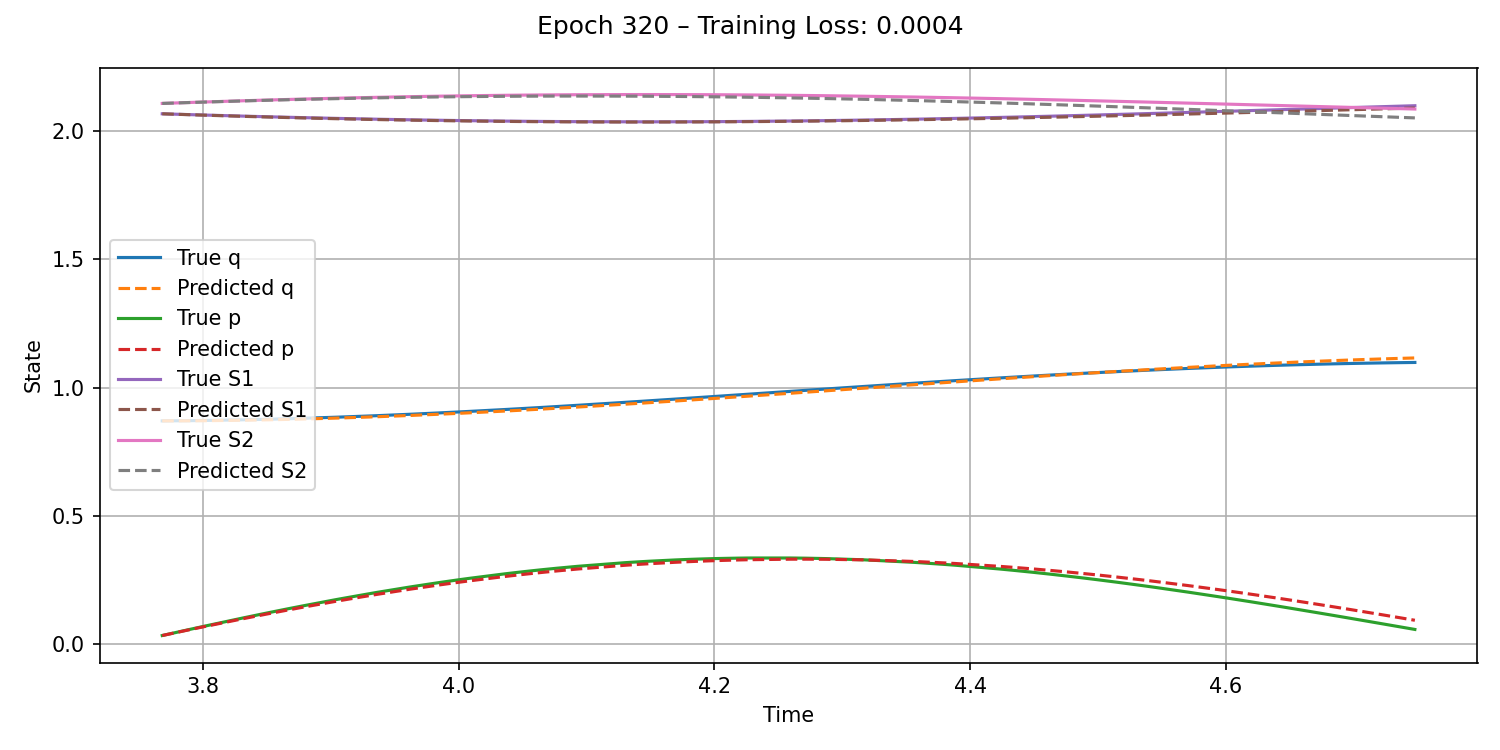 Epoch 320 – Training Loss: 0.0004
State
2.0
1.5
1.0
0.5
0.0
True q
Predicted q
True p
Predicted p
True S1
Predicted S1
True S2
Predicted S2
3.8 4.0 4.2 4.4 4.6
Time